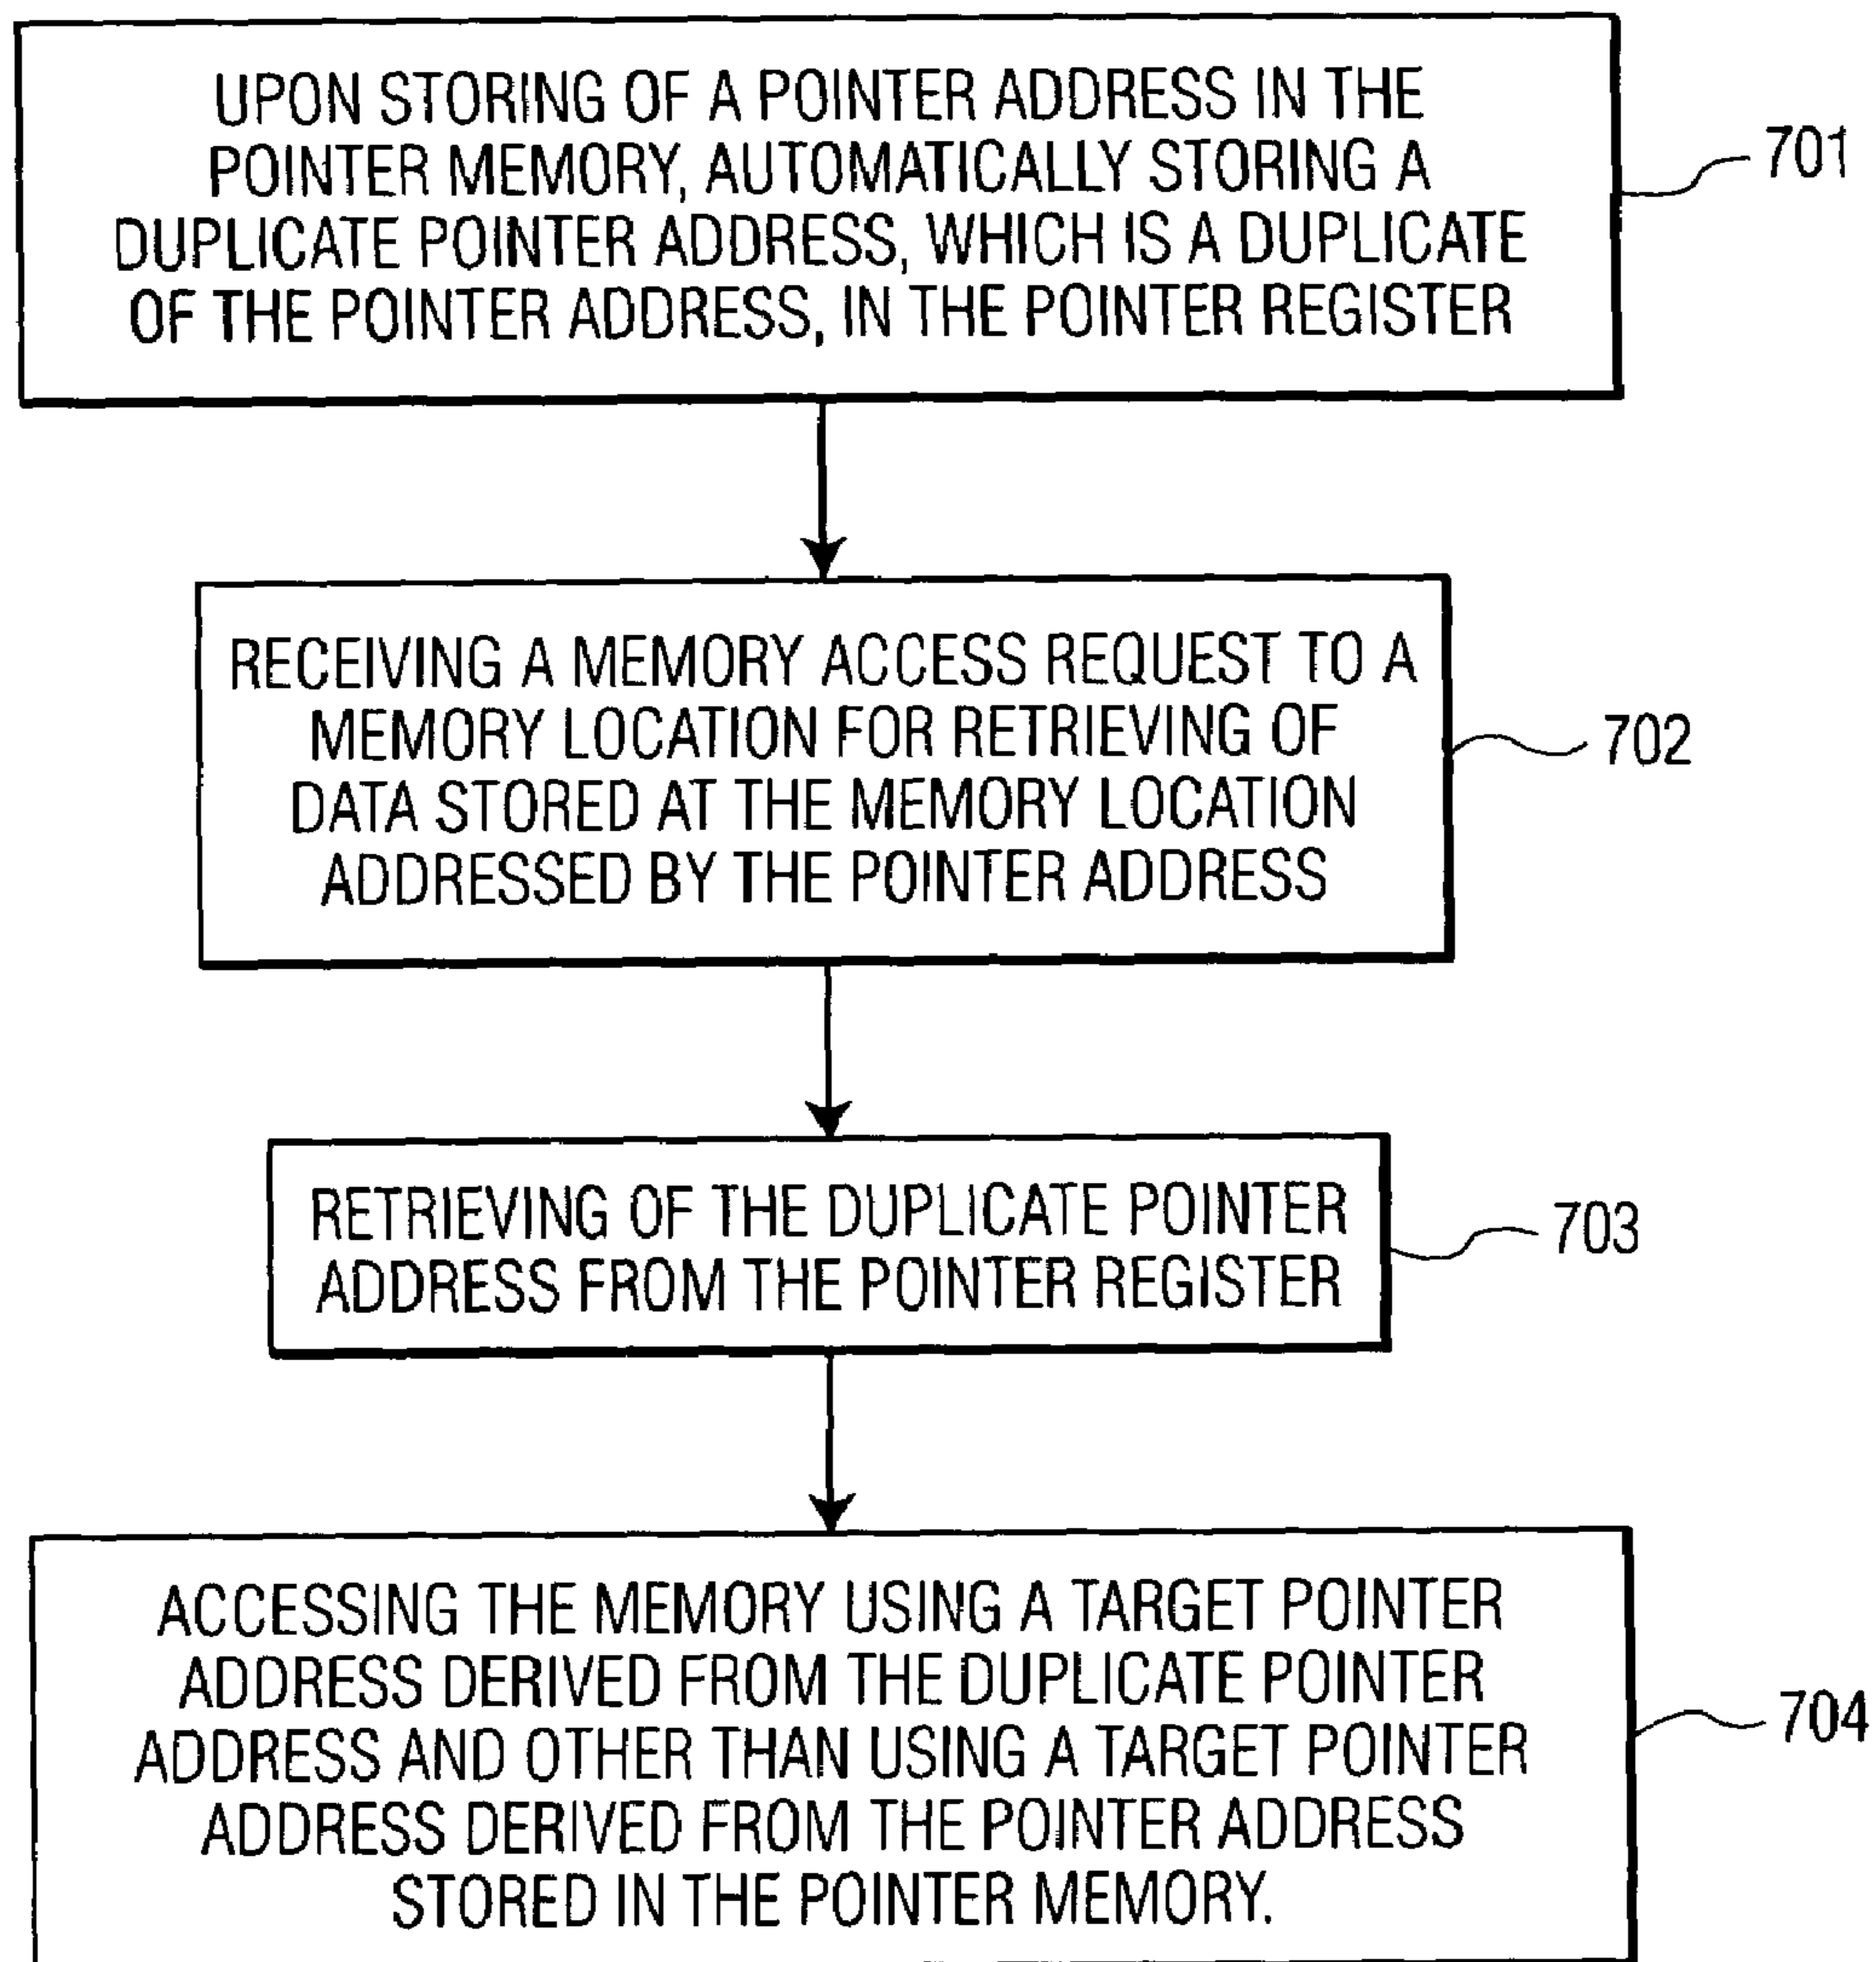 UPON STORING OF A POINTER ADDRESS IN THE
POINTER MEMORY, AUTOMATICALLY STORING A
DUPLICATE POINTER ADDRESS, WHICH IS A DUPLICATE
OF THE POINTER ADDRESS, IN THE POINTER REGISTER
701
RECEIVING A MEMORY ACCESS REQUEST TO A
MEMORY LOCATION FOR RETRIEVING OF
DATA STORED AT THE MEMORY LOCATION
ADDRESSED BY THE POINTER ADDRESS
702
RETRIEVING OF THE DUPLICATE POINTER
ADDRESS FROM THE POINTER REGISTER
703
ACCESSING THE MEMORY USING A TARGET POINTER
ADDRESS DERIVED FROM THE DUPLICATE POINTER
ADDRESS AND OTHER THAN USING A TARGET POINTER
ADDRESS DERIVED FROM THE POINTER ADDRESS
STORED IN THE POINTER MEMORY.
704